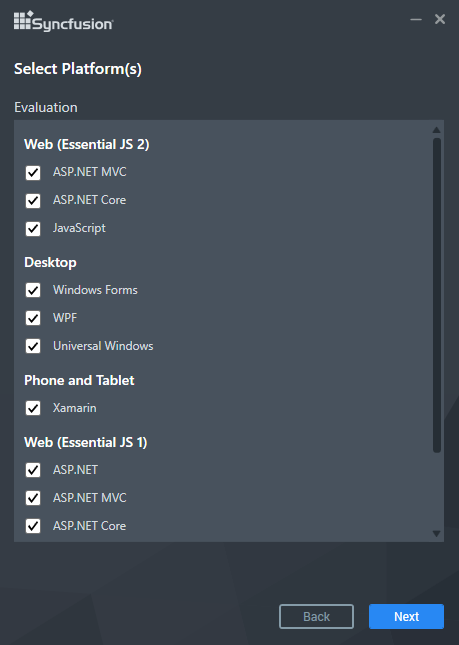 Syncfusion
Select Platform(s)
Evaluation
Web (Essential JS 2)
ASP.NET MVC
ASP.NET Core
JavaScript
Desktop
Windows Forms
WPF
Universal Windows
Phone and Tablet
Xamarin
Web (Essential JS 1)
ASP.NET
ASP.NET MVC
ASP.NET Core
Back
Next